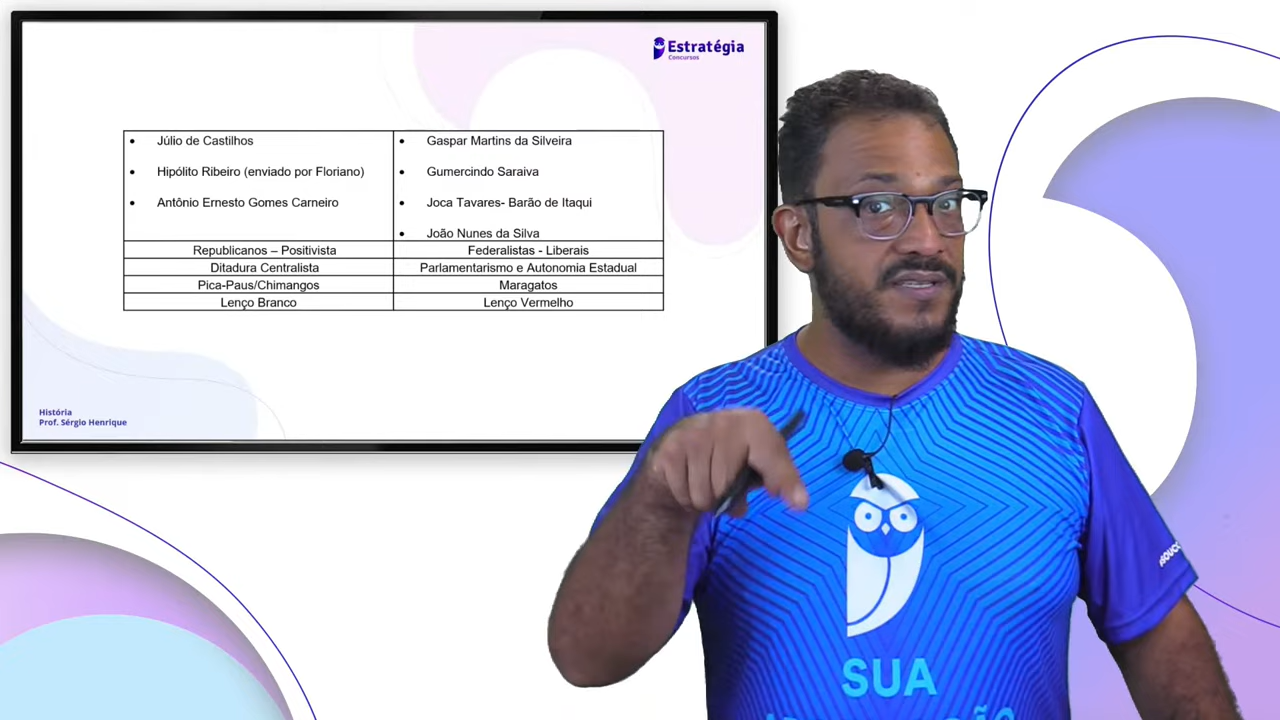 Estratégia
Concursos
• Júlio de Castilhos
• Hipólito Ribeiro (enviado por Floriano)
• Antônio Ernesto Gomes Carneiro
• Gaspar Martins da Silveira
• Gumercindo Saraiva
• Joca Tavares- Barão de Itaqui
• João Nunes da Silva
Republicanos – Positivista
Federalistas - Liberais
Ditadura Centralista
Parlamentarismo e Autonomia Estadual
Pica-Paus/Chimangos
Maragatos
Lenço Branco
Lenço Vermelho
História
Prof. Sérgio Henrique
SUA